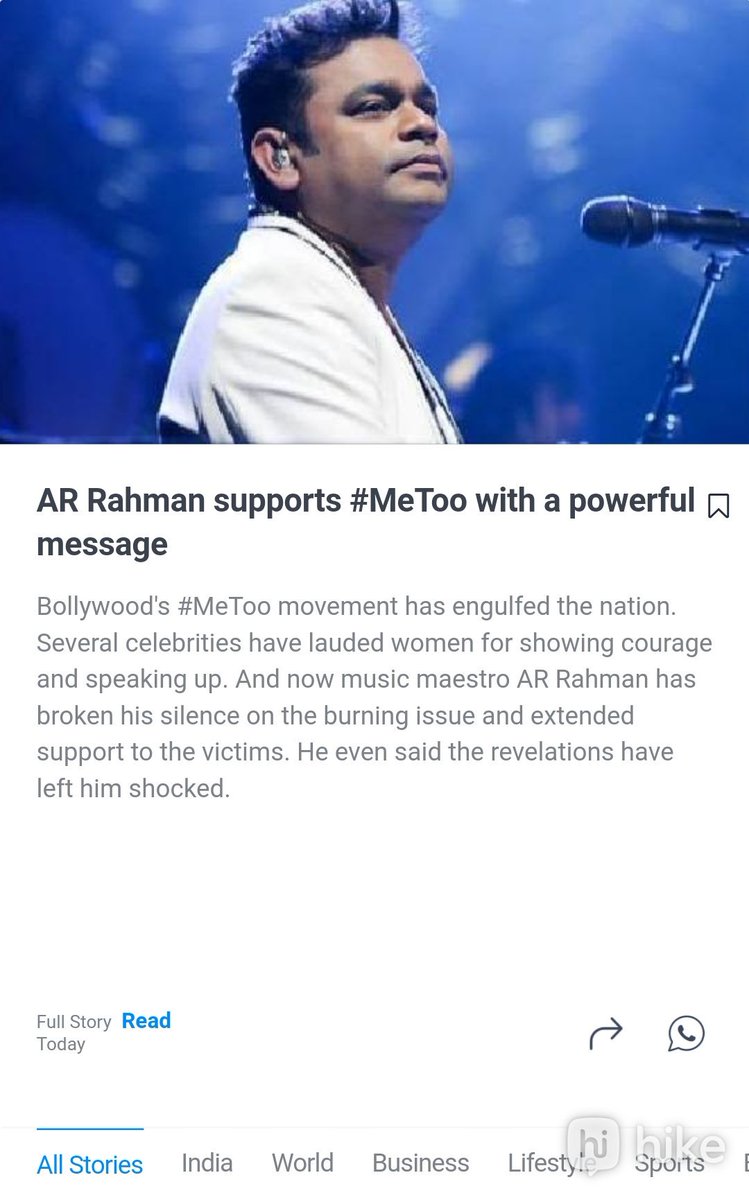 AR Rahman supports #MeToo with a powerful
message
Bollywood's #MeToo movement has engulfed the nation.
Several celebrities have lauded women for showing courage
and speaking up. And now music maestro AR Rahman has
broken his silence on the burning issue and extended
support to the victims. He even said the revelations have
left him shocked.
Full Story Read
Today
All Stories India World Business Lifestyle Sports
hi hike